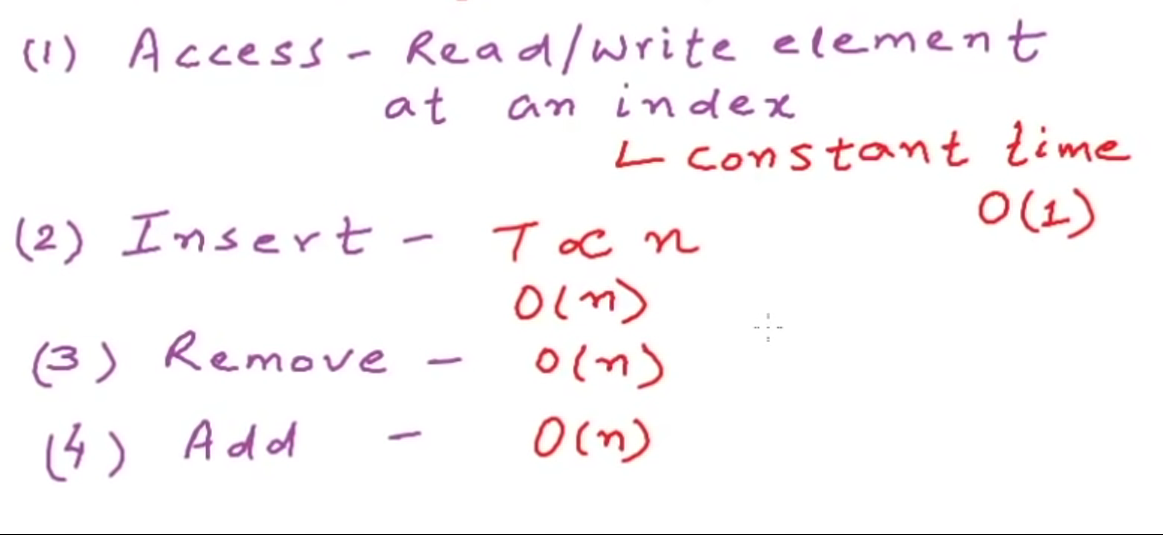 (1) Access - Read/Write element
at an index
∟ constant time
O(1)
(2) Insert - T ∝ n
O(n)
(3) Remove - O(n)
(4) Add - O(n)